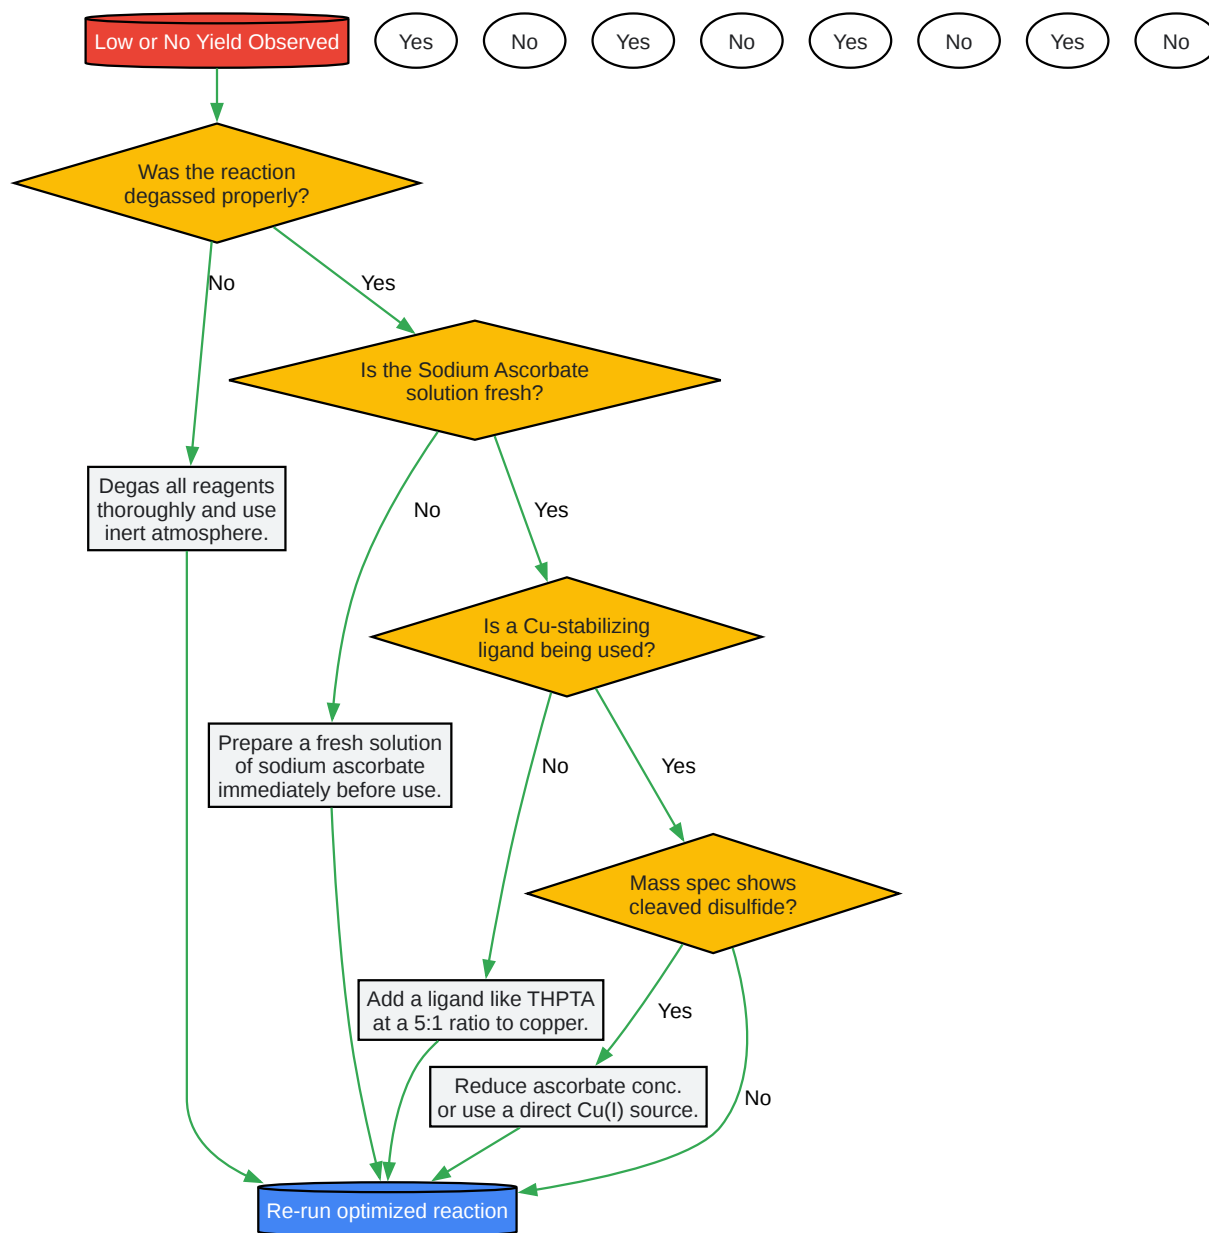 Low or No Yield Observed
Yes
No
Yes
No
Yes
No
Yes
No
Was the reaction
degassed properly?
No
Yes
Is the Sodium Ascorbate
solution fresh?
Degas all reagents
thoroughly and use
inert atmosphere.
No
Yes
Is a Cu-stabilizing
ligand being used?
Prepare a fresh solution
of sodium ascorbate
immediately before use.
No
Yes
Mass spec shows
cleaved disulfide?
Add a ligand like THPTA
at a 5:1 ratio to copper.
Yes
Reduce ascorbate conc.
or use a direct Cu(I) source.
No
Re-run optimized reaction